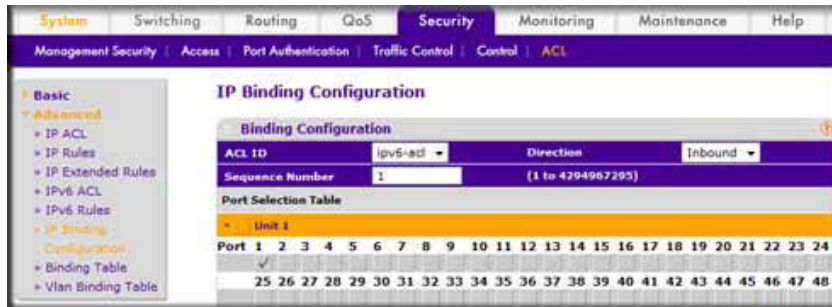 System Switching Routing QoS Security Monitoring Maintenance Help
Management Security Access Port Authentication Traffic Control Control ACL
Basic
Advanced
IP ACL
IP Rules
IP Extended Rules
IPv6 ACL
IPv6 Rules
IP Binding
Configuration
Binding Table
Vlan Binding Table
IP Binding Configuration
Binding Configuration
ACL ID ipv6-acl Direction Inbound
Sequence Number 1 (1 to 4294967295)
Port Selection Table
Unit 1
Port 1 2 3 4 5 6 7 8 9 10 11 12 13 14 15 16 17 18 19 20 21 22 23 24
25 26 27 28 29 30 31 32 33 34 35 36 37 38 39 40 41 42 43 44 45 46 47 48